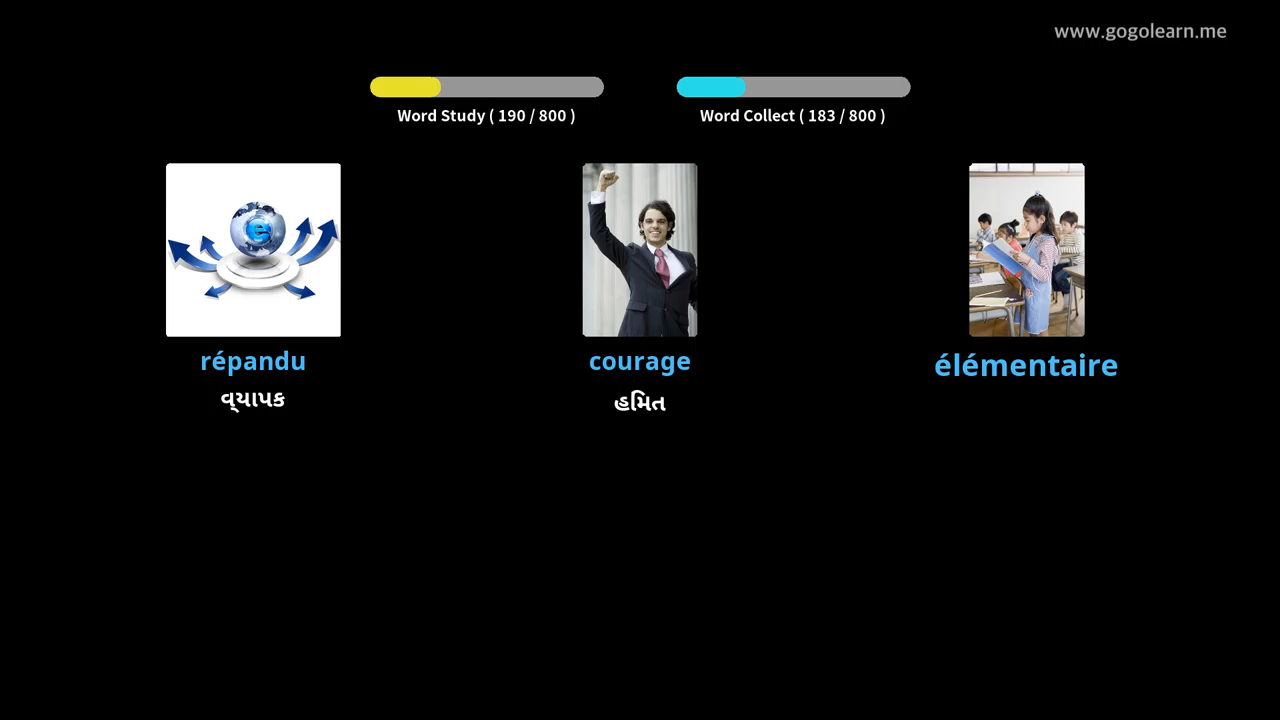 www.gogolearn.me
Word Study ( 190 / 800 )
Word Collect ( 183 / 800 )
e
répandu
courage
élémentaire
વ્યાપક
હિંમત